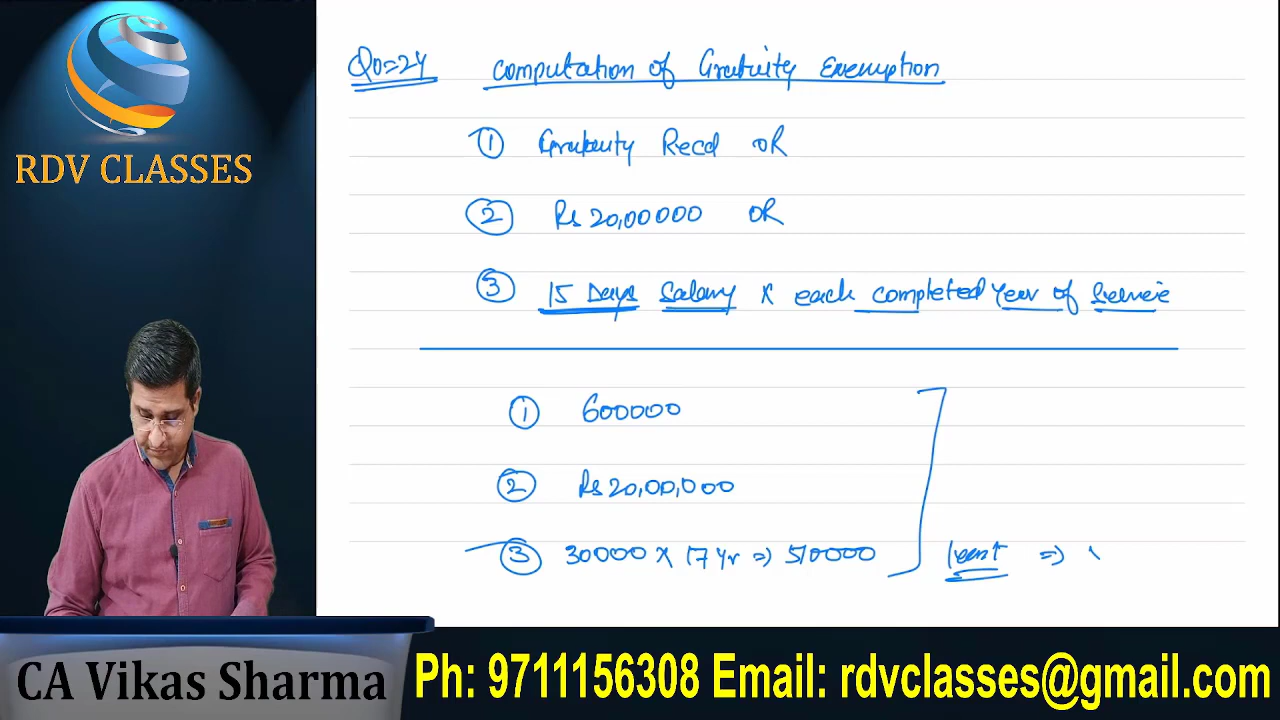 RDV CLASSES
Q0=24 Computation of Gratuity Exemption
① Gratuity Recd OR
② Rs 20,00000 OR
③ 15 Days Salary x each completed year of service
① 600000
② Rs 20,00,000
③ 30000 x 17 yr => 510000 least =>
CA Vikas Sharma
Ph: 9711156308 Email: rdvclasses@gmail.com